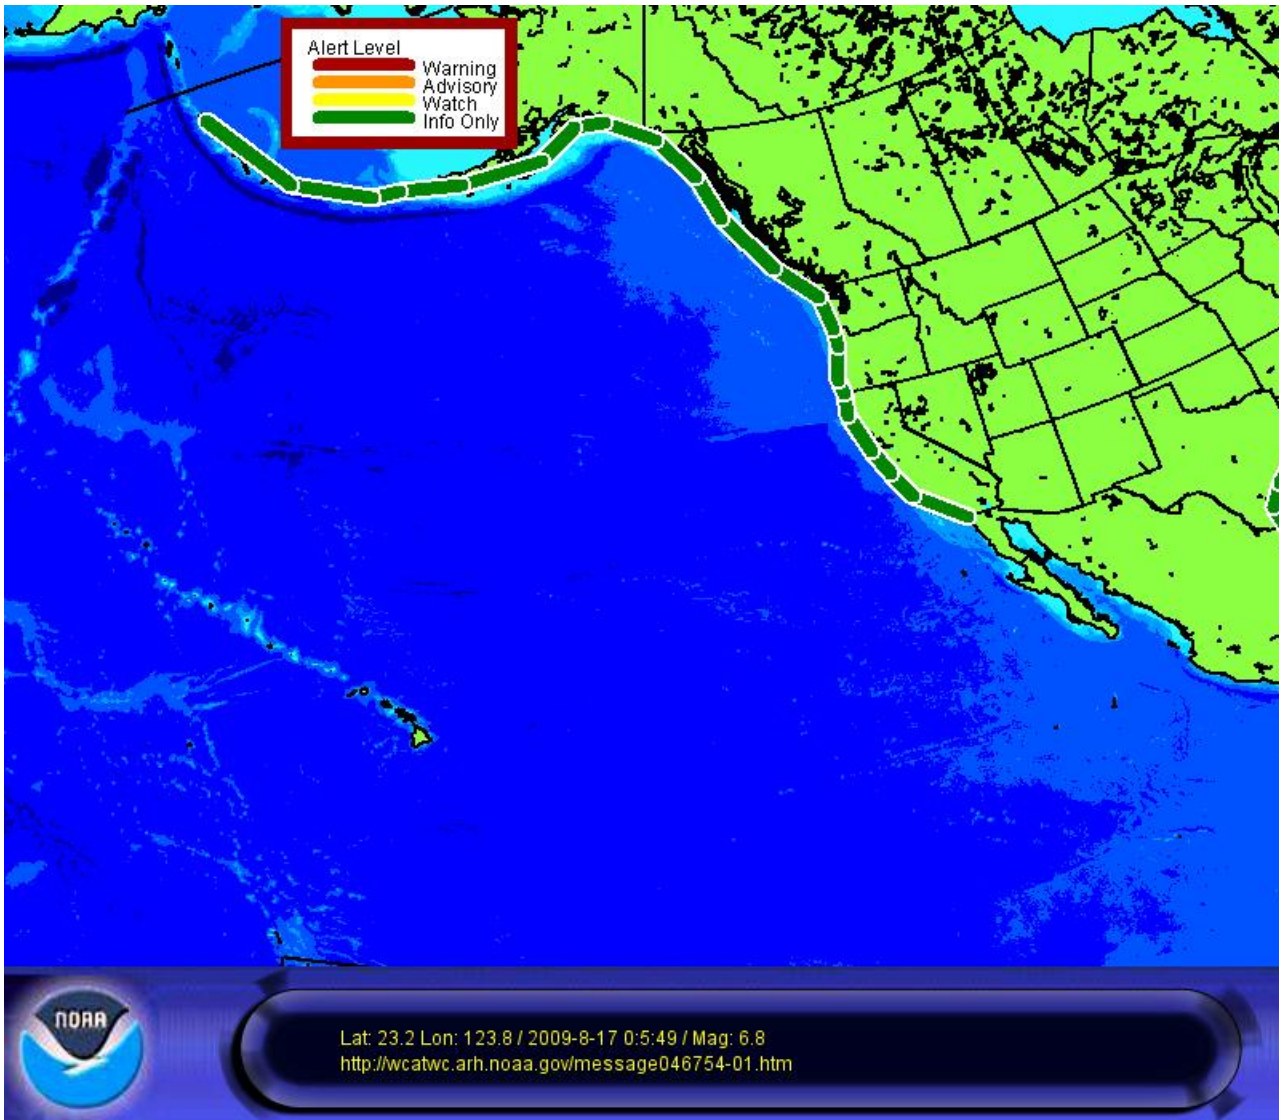 Alert Level
Warning
Advisory
Watch
Info Only
NOAA
Lat: 23.2 Lon: 123.8 / 2009-8-17 0:5:49 / Mag: 6.8
http://wcatwc.arh.noaa.gov/message046754-01.htm